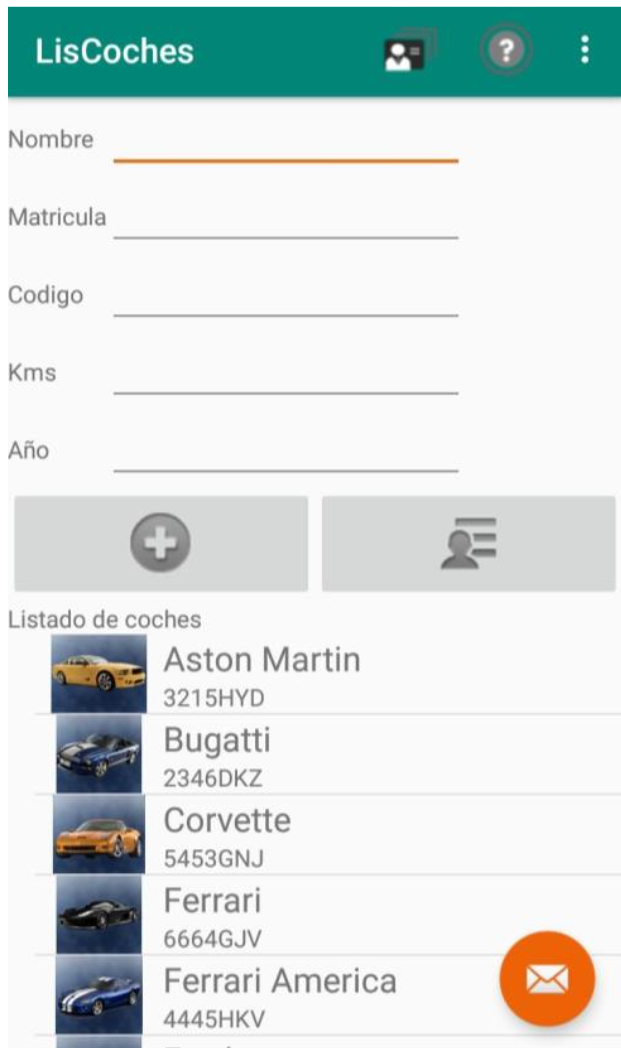 LisCoches
?
Nombre
Matricula
Codigo
Kms
Año
Listado de coches
Aston Martin
3215HYD
Bugatti
2346DKZ
Corvette
5453GNJ
Ferrari
6664GJV
Ferrari America
4445HKV